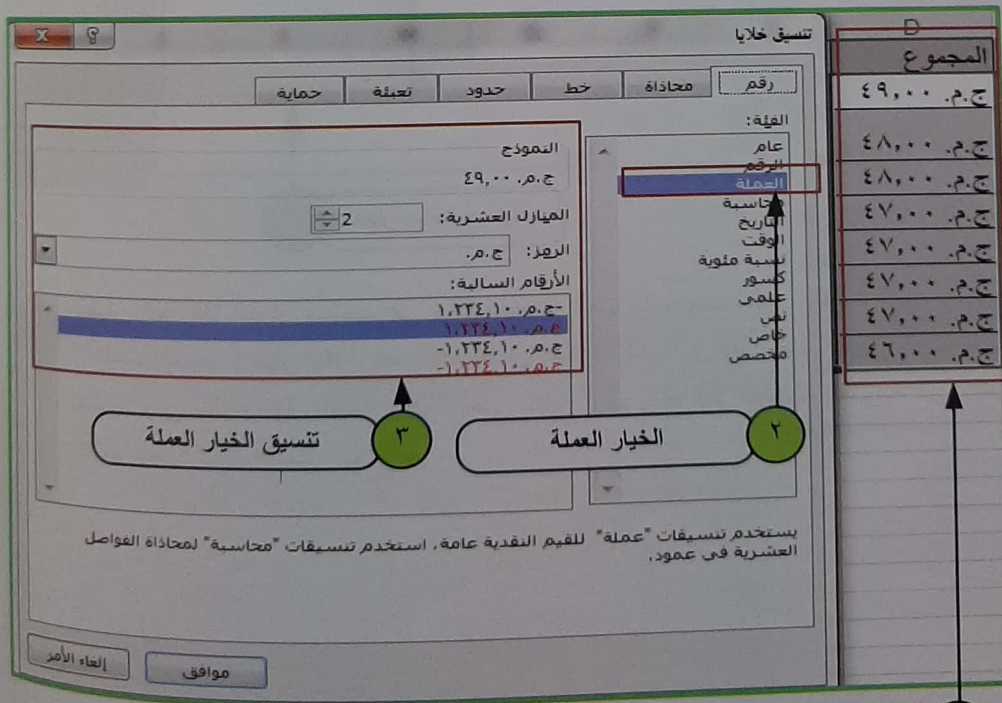 D
المجموع
ج.م. ٤٩,٠٠
ج.م. ٤٨,٠٠
ج.م. ٤٨,٠٠
ج.م. ٤٧,٠٠
ج.م. ٤٧,٠٠
ج.م. ٤٧,٠٠
ج.م. ٤٧,٠٠
ج.م. ٤٦,٠٠
تنسيق خلايا
رقم محاذاة خط حدود تعبئة حماية
الفئة:
عام
الرقم
العملة
محاسبة
التاريخ
الوقت
نسبة مئوية
كسور
علمي
نص
خاص
مخصص
النموذج
ج.م. ٤٩,٠٠
المنازل العشرية: 2
الرمز: ج.م.
الأرقام السالبة:
-ج.م. ١,٢٣٤,١٠
ج.م. ١,٢٣٤,١٠
ج.م. ١,٢٣٤,١٠-
ج.م. ١,٢٣٤,١٠-
٢ الخيار العملة
٣ تنسيق الخيار العملة
يستخدم تنسيقات "عملة" للقيم النقدية عامة. استخدم تنسيقات "محاسبة" لمحاذاة الفواصل
العشرية في عمود.
موافق
إلغاء الأمر